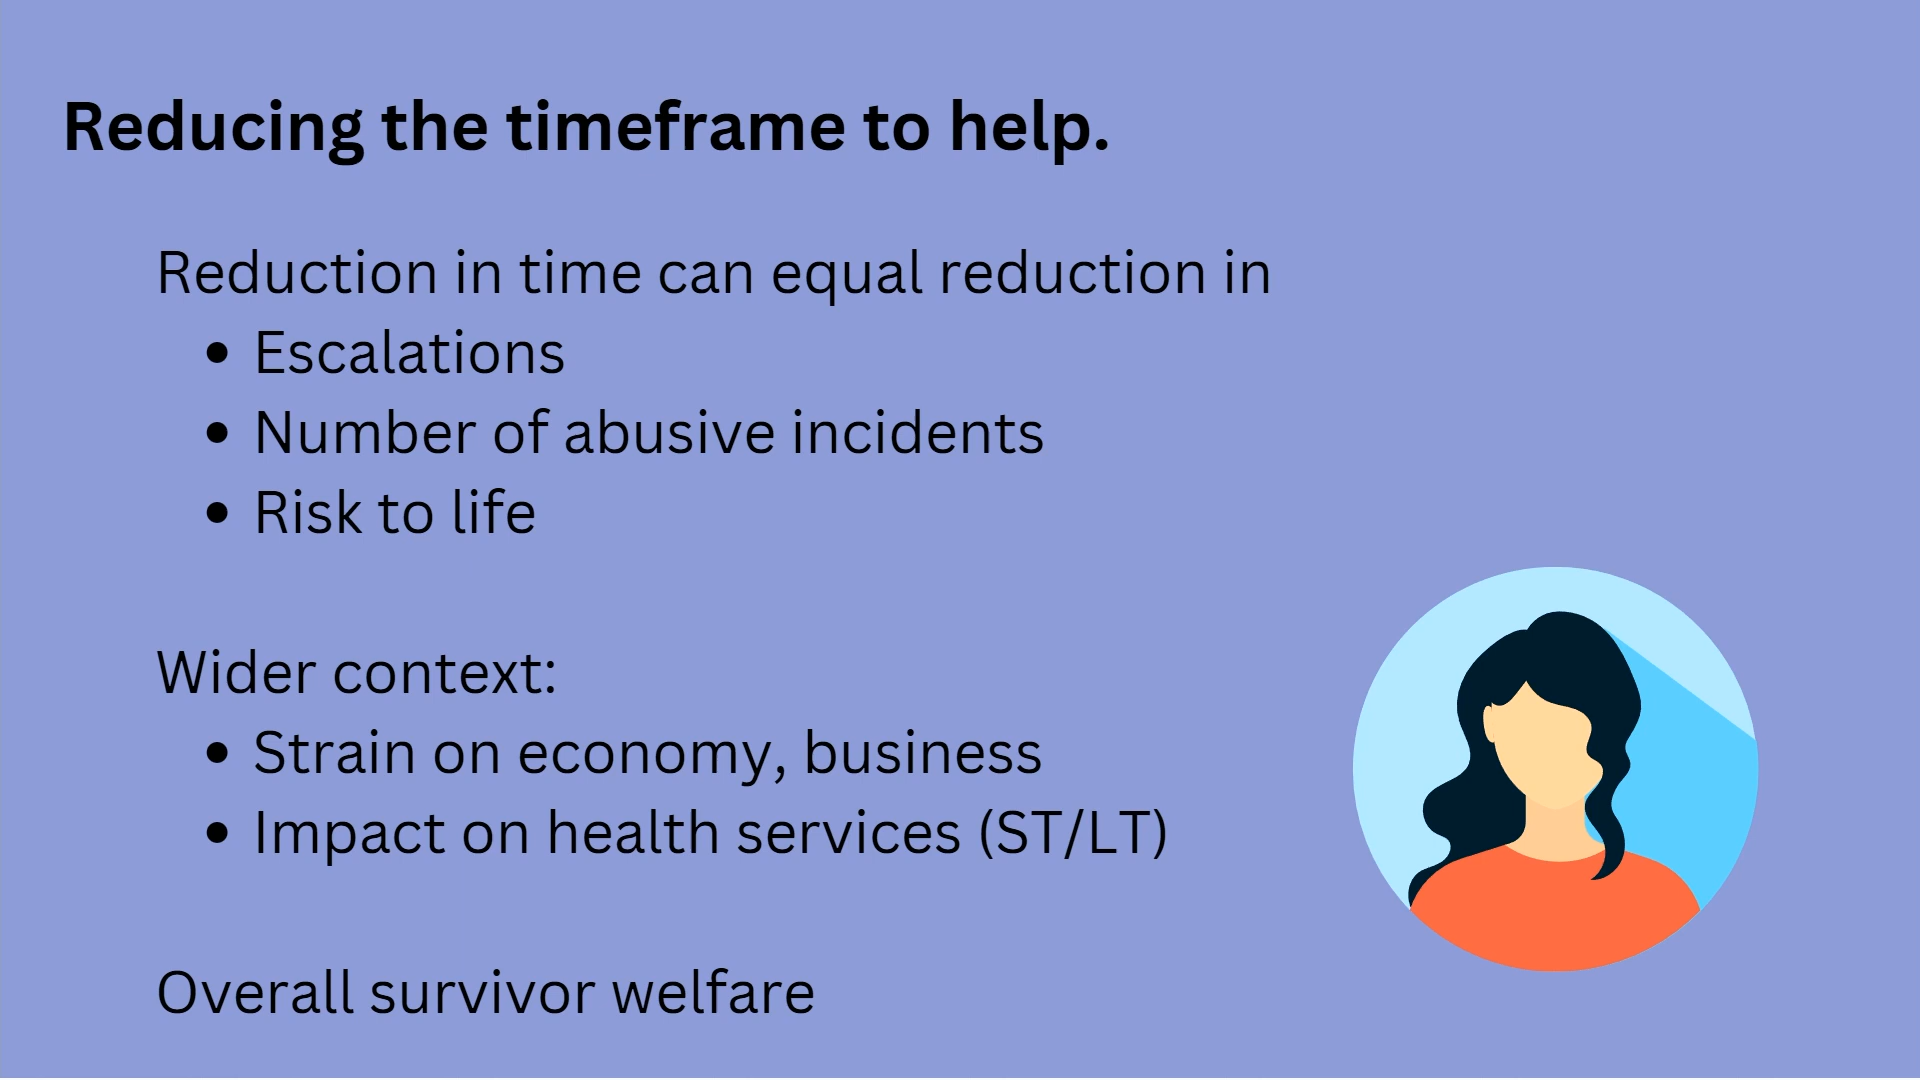 Reducing the timeframe to help.
Reduction in time can equal reduction in
• Escalations
• Number of abusive incidents
• Risk to life
Wider context:
• Strain on economy, business
• Impact on health services (ST/LT)
Overall survivor welfare